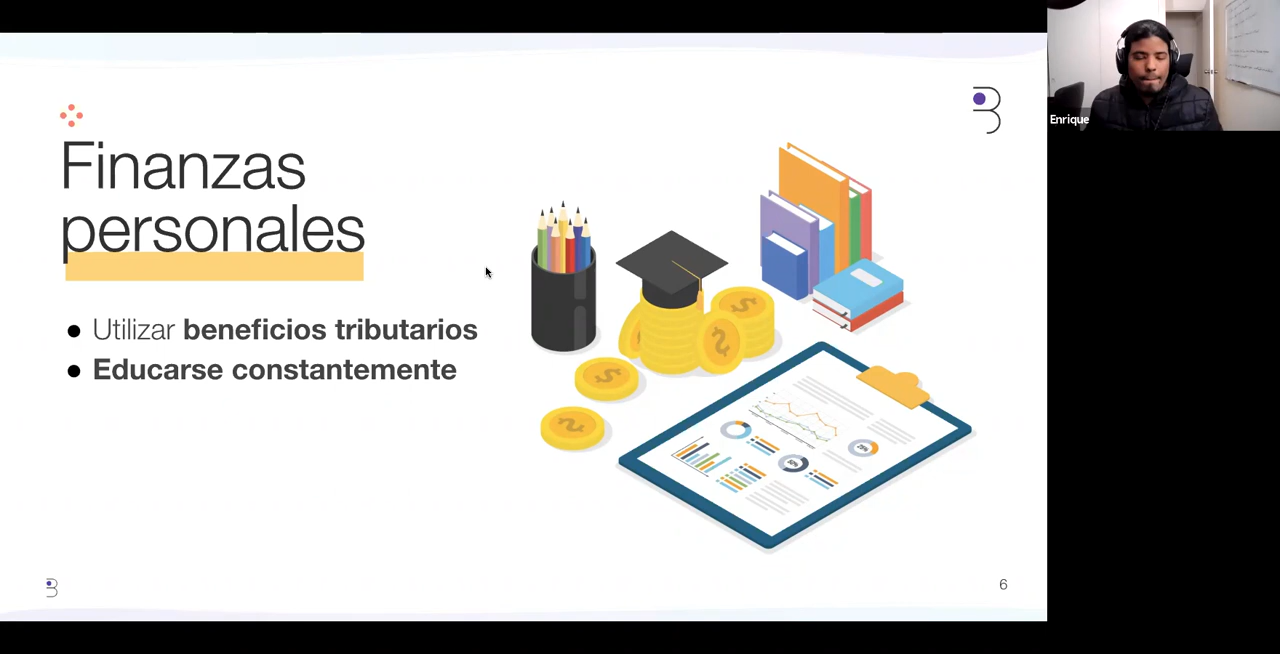 Finanzas
personales
● Utilizar beneficios tributarios
● Educarse constantemente
6
Enrique